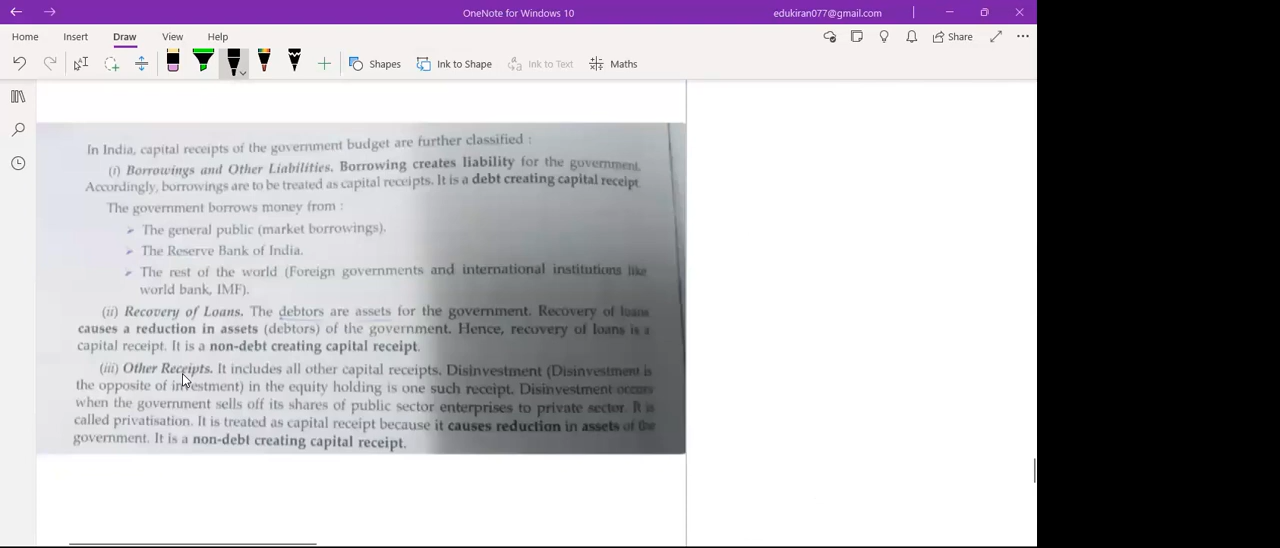 OneNote for Windows 10
edukiran077@gmail.com
Home Insert Draw View Help
Share
Shapes Ink to Shape Ink to Text Maths
In India, capital receipts of the government budget are further classified :
(i) Borrowings and Other Liabilities. Borrowing creates liability for the government.
Accordingly, borrowings are to be treated as capital receipts. It is a debt creating capital receipt.
The government borrows money from :
➢ The general public (market borrowings).
➢ The Reserve Bank of India.
➢ The rest of the world (Foreign governments and international institutions like
world bank, IMF).
(ii) Recovery of Loans. The debtors are assets for the government. Recovery of loans
causes a reduction in assets (debtors) of the government. Hence, recovery of loans is a
capital receipt. It is a non-debt creating capital receipt.
(iii) Other Receipts. It includes all other capital receipts. Disinvestment (Disinvestment is
the opposite of investment) in the equity holding is one such receipt. Disinvestment occurs
when the government sells off its shares of public sector enterprises to private sector. It is
called privatisation. It is treated as capital receipt because it causes reduction in assets of the
government. It is a non-debt creating capital receipt.